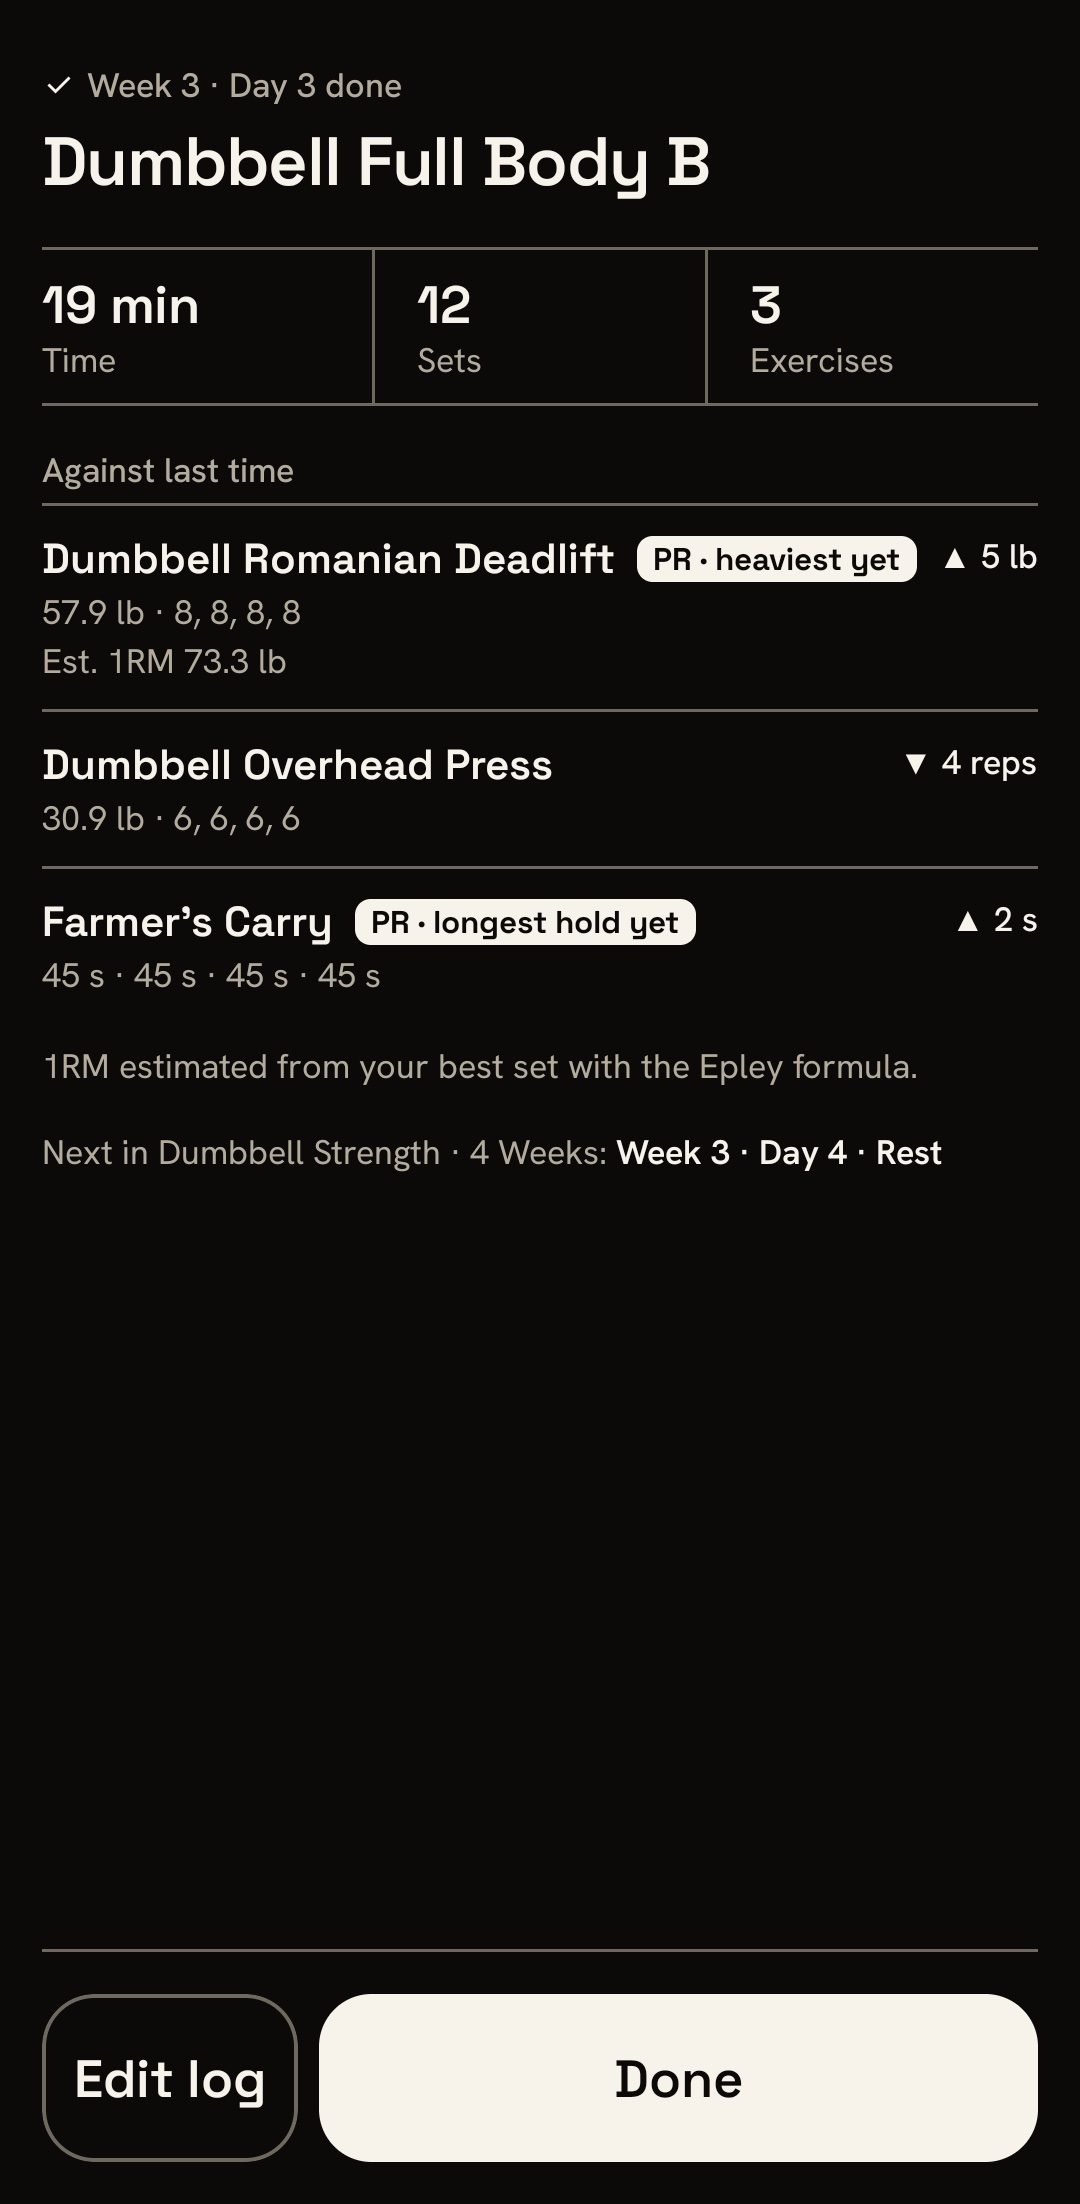 ✓ Week 3 · Day 3 done
Dumbbell Full Body B
19 min 12 3
Time Sets Exercises
Against last time
Dumbbell Romanian Deadlift PR · heaviest yet ▲ 5 lb
57.9 lb · 8, 8, 8, 8
Est. 1RM 73.3 lb
Dumbbell Overhead Press ▼ 4 reps
30.9 lb · 6, 6, 6, 6
Farmer’s Carry PR · longest hold yet ▲ 2 s
45 s · 45 s · 45 s · 45 s
1RM estimated from your best set with the Epley formula.
Next in Dumbbell Strength · 4 Weeks: Week 3 · Day 4 · Rest
Edit log Done